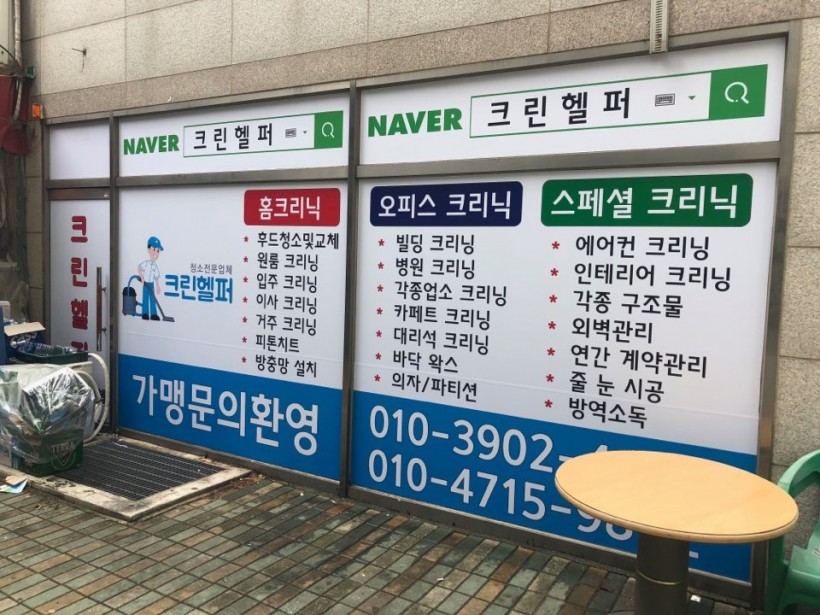 NAVER 크린헬퍼
NAVER 크린헬퍼
크린헬
청소전문업체
크린헬퍼
홈크리닉
* 후드청소및교체
* 원룸 크리닝
* 입주 크리닝
* 이사 크리닝
* 거주 크리닝
* 피톤치트
* 방충망 설치
가맹문의환영
오피스 크리닉
* 빌딩 크리닝
* 병원 크리닝
* 각종업소 크리닝
* 카페트 크리닝
* 대리석 크리닝
* 바닥 왁스
* 의자/파티션
스페셜 크리닉
* 에어컨 크리닝
* 인테리어 크리닝
* 각종 구조물
* 외벽관리
* 연간 계약관리
* 줄 눈 시공
* 방역소독
010-3902-
010-4715-9